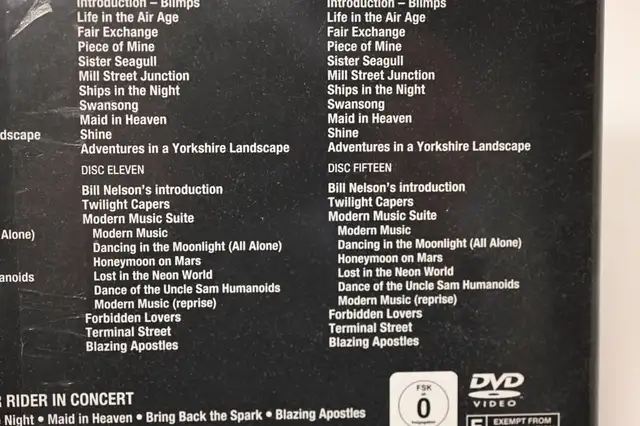 Introduction – Blimps
Life in the Air Age
Fair Exchange
Piece of Mine
Sister Seagull
Mill Street Junction
Ships in the Night
Swansong
Maid in Heaven
Shine
Adventures in a Yorkshire Landscape
DISC ELEVEN
Bill Nelson's introduction
Twilight Capers
Modern Music Suite
Modern Music
Dancing in the Moonlight (All Alone)
Honeymoon on Mars
Lost in the Neon World
Dance of the Uncle Sam Humanoids
Modern Music (reprise)
Forbidden Lovers
Terminal Street
Blazing Apostles
Introduction – Blimps
Life in the Air Age
Fair Exchange
Piece of Mine
Sister Seagull
Mill Street Junction
Ships in the Night
Swansong
Maid in Heaven
Shine
Adventures in a Yorkshire Landscape
DISC FIFTEEN
Bill Nelson's introduction
Twilight Capers
Modern Music Suite
Modern Music
Dancing in the Moonlight (All Alone)
Honeymoon on Mars
Lost in the Neon World
Dance of the Uncle Sam Humanoids
Modern Music (reprise)
Forbidden Lovers
Terminal Street
Blazing Apostles
dscape
Alone)
anoids
R RIDER IN CONCERT
Night • Maid in Heaven • Bring Back the Spark • Blazing Apostles
FSK
0
DVD
VIDEO
E EXEMPT FROM